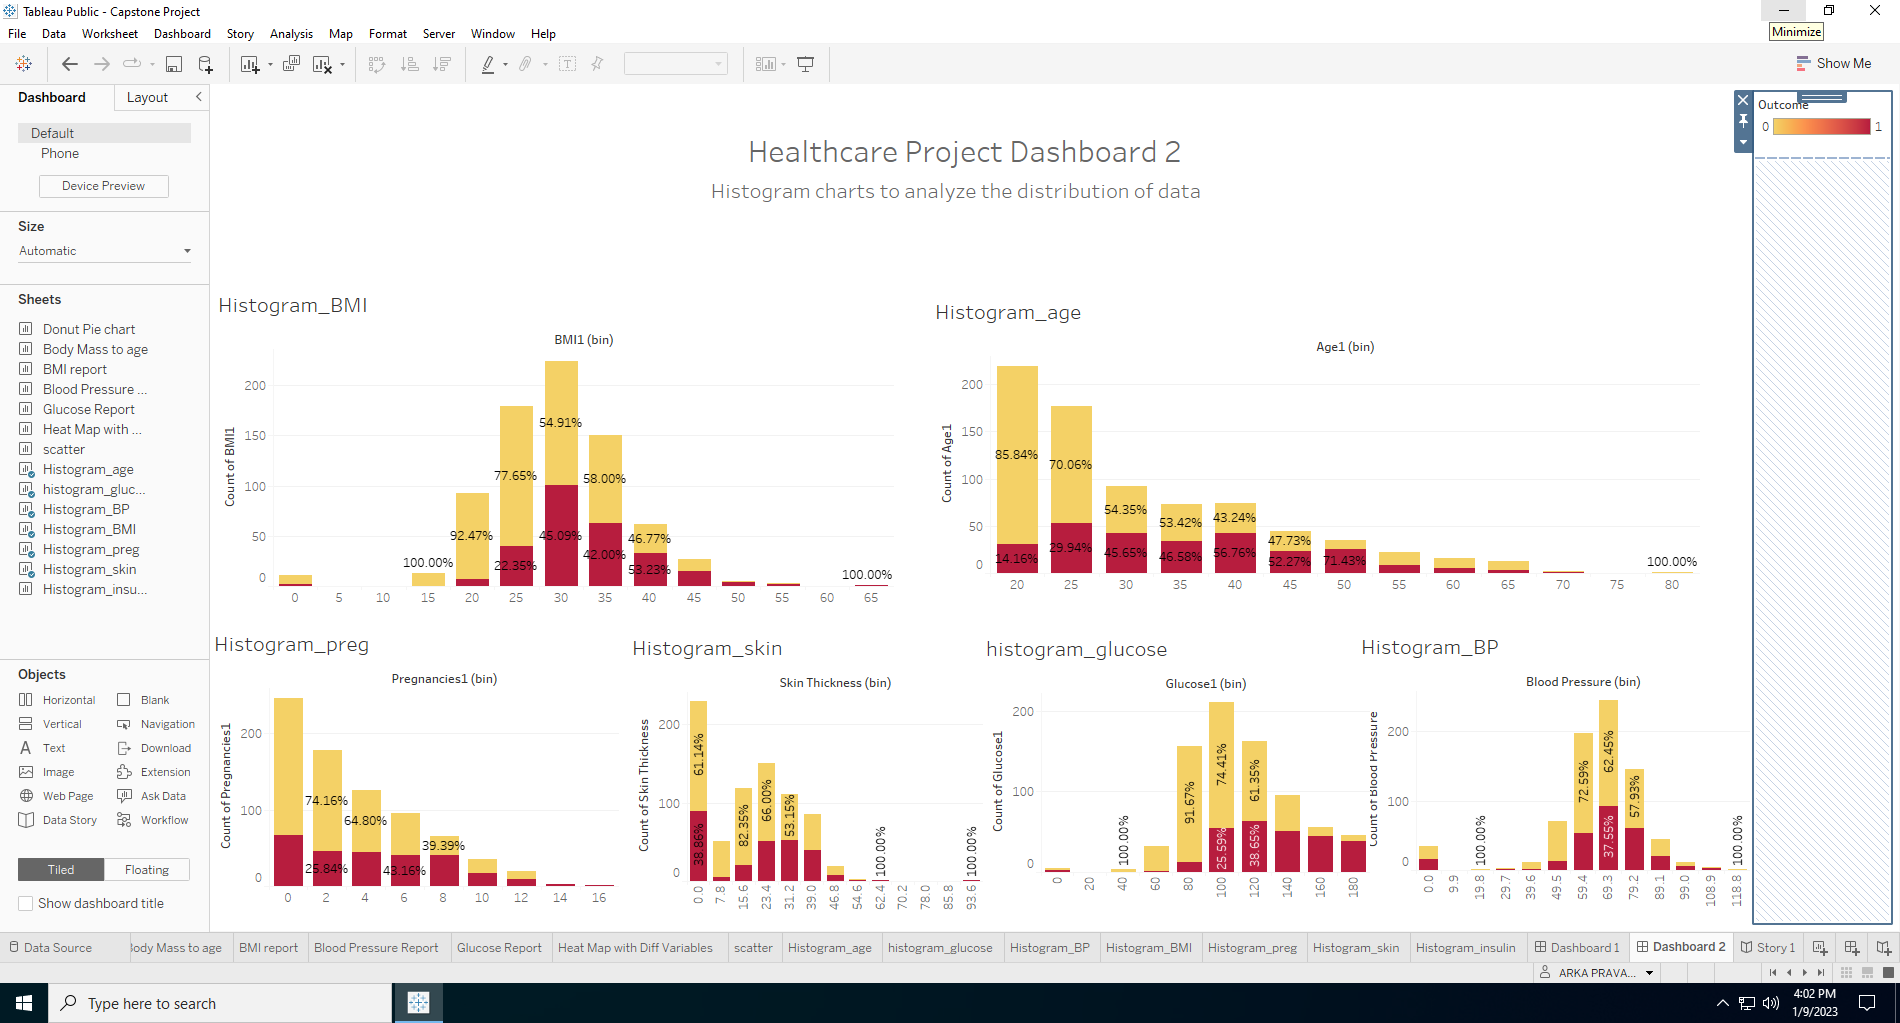 Tableau Public - Capstone Project
Minimize
File Data Worksheet Dashboard Story Analysis Map Format Server Window Help
Show Me
Dashboard Layout
Default
Phone
Device Preview
Size
Automatic
Sheets
Donut Pie chart
Body Mass to age
BMI report
Blood Pressure ...
Glucose Report
Heat Map with ...
scatter
Histogram_age
histogram_gluc...
Histogram_BP
Histogram_BMI
Histogram_preg
Histogram_skin
Histogram_insu...
Objects
Horizontal Blank
Vertical Navigation
Text Download
Image Extension
Web Page Ask Data
Data Story Workflow
Tiled Floating
Show dashboard title
Healthcare Project Dashboard 2
Histogram charts to analyze the distribution of data
Outcome
0 1
Histogram_BMI
BMI1 (bin)
Count of BMI1
200
150
100
50
0
100.00%
92.47%
77.65%
22.35%
54.91%
45.09%
58.00%
42.00%
46.77%
53.23%
100.00%
0 5 10 15 20 25 30 35 40 45 50 55 60 65
Histogram_age
Age1 (bin)
Count of Age1
200
150
100
50
0
85.84%
14.16%
70.06%
29.94%
54.35%
45.65%
53.42%
46.58%
43.24%
56.76%
47.73%
52.27%
71.43%
100.00%
20 25 30 35 40 45 50 55 60 65 70 75 80
Histogram_preg
Pregnancies1 (bin)
Count of Pregnancies1
200
100
0
74.16%
25.84%
64.80%
43.16%
39.39%
0 2 4 6 8 10 12 14 16
Histogram_skin
Skin Thickness (bin)
Count of Skin Thickness
200
100
0
61.14%
38.86%
82.35%
66.00%
53.15%
100.00%
100.00%
0.0 7.8 15.6 23.4 31.2 39.0 46.8 54.6 62.4 70.2 78.0 85.8 93.6
histogram_glucose
Glucose1 (bin)
Count of Glucose1
200
100
0
100.00%
91.67%
74.41%
25.59%
61.35%
38.65%
0 20 40 60 80 100 120 140 160 180
Histogram_BP
Blood Pressure (bin)
Count of Blood Pressure
200
100
0
100.00%
72.59%
62.45%
37.55%
57.93%
100.00%
0.0 9.9 19.8 29.7 39.6 49.5 59.4 69.3 79.2 89.1 99.0 108.9 118.8
Data Source Body Mass to age BMI report Blood Pressure Report Glucose Report Heat Map with Diff Variables scatter Histogram_age histogram_glucose Histogram_BP Histogram_BMI Histogram_preg Histogram_skin Histogram_insulin Dashboard 1 Dashboard 2 Story 1
ARKA PRAVA...
Type here to search
4:02 PM
1/9/2023